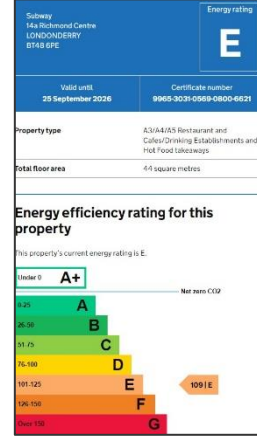 Subway
14a Richmond Centre
LONDONDERRY
BT48 6PE
Energy rating
E
Valid until
25 September 2026
Certificate number
9965-3031-0569-0800-6621
Property type
A3/A4/A5 Restaurant and
Cafes/Drinking Establishments and
Hot Food takeaways
Total floor area
44 square metres
Energy efficiency rating for this
property
This property's current energy rating is E.
Under 0 A+
Net zero CO2
0-25 A
26-50 B
51-75 C
76-100 D
101-125 E 109 | E
126-150 F
Over 150 G